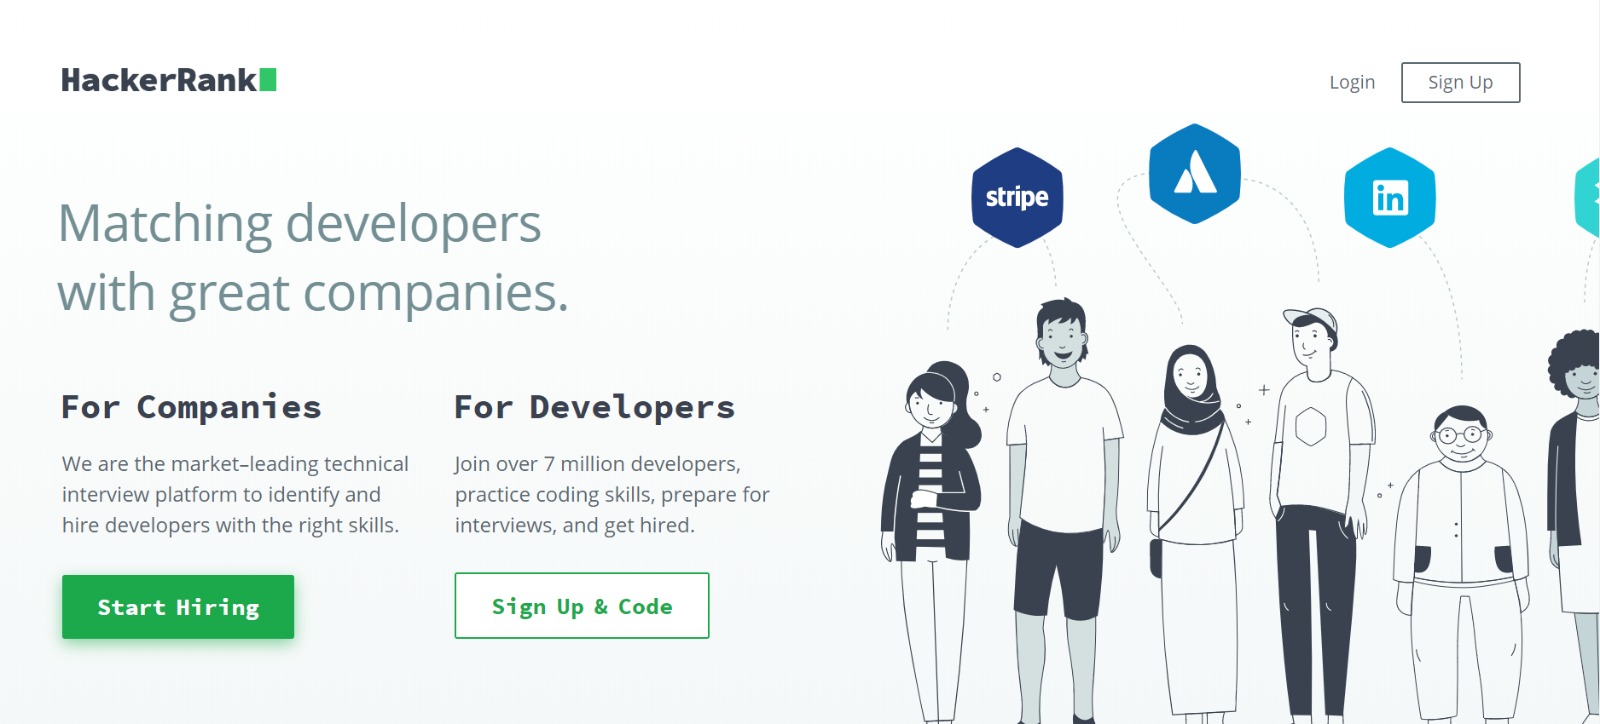 HackerRank
Login
Sign Up
stripe
in
Matching developers
with great companies.
For Companies
We are the market–leading technical
interview platform to identify and
hire developers with the right skills.
Start Hiring
For Developers
Join over 7 million developers,
practice coding skills, prepare for
interviews, and get hired.
Sign Up & Code